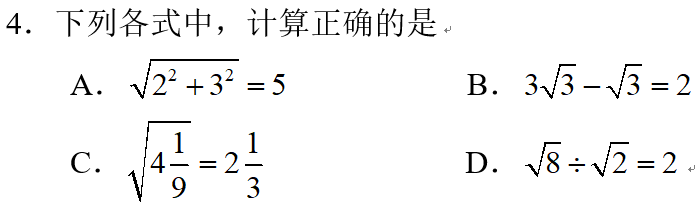 4．下列各式中，计算正确的是
A．√(2²+3²)=5 B．3√3−√3=2
C．√(4 1/9)=2 1/3 D．√8÷√2=2